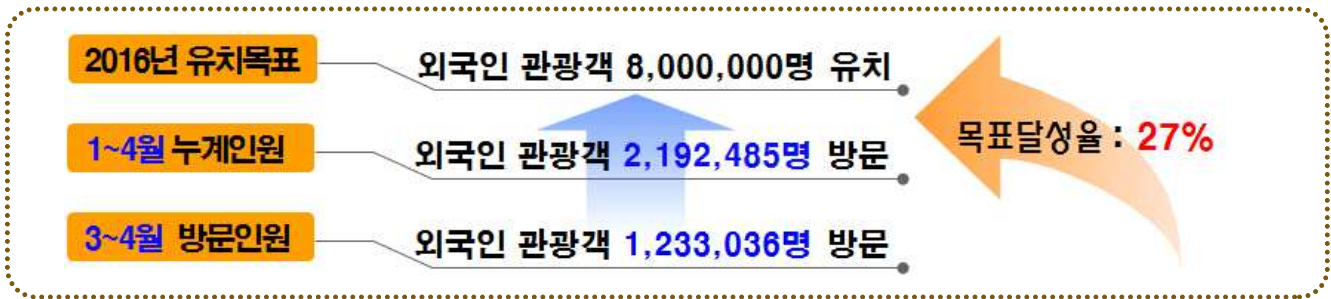 2016년 유치목표 외국인 관광객 8,000,000명 유치
1~4월 누계인원 외국인 관광객 2,192,485명 방문
목표달성율 : 27%
3~4월 방문인원 외국인 관광객 1,233,036명 방문